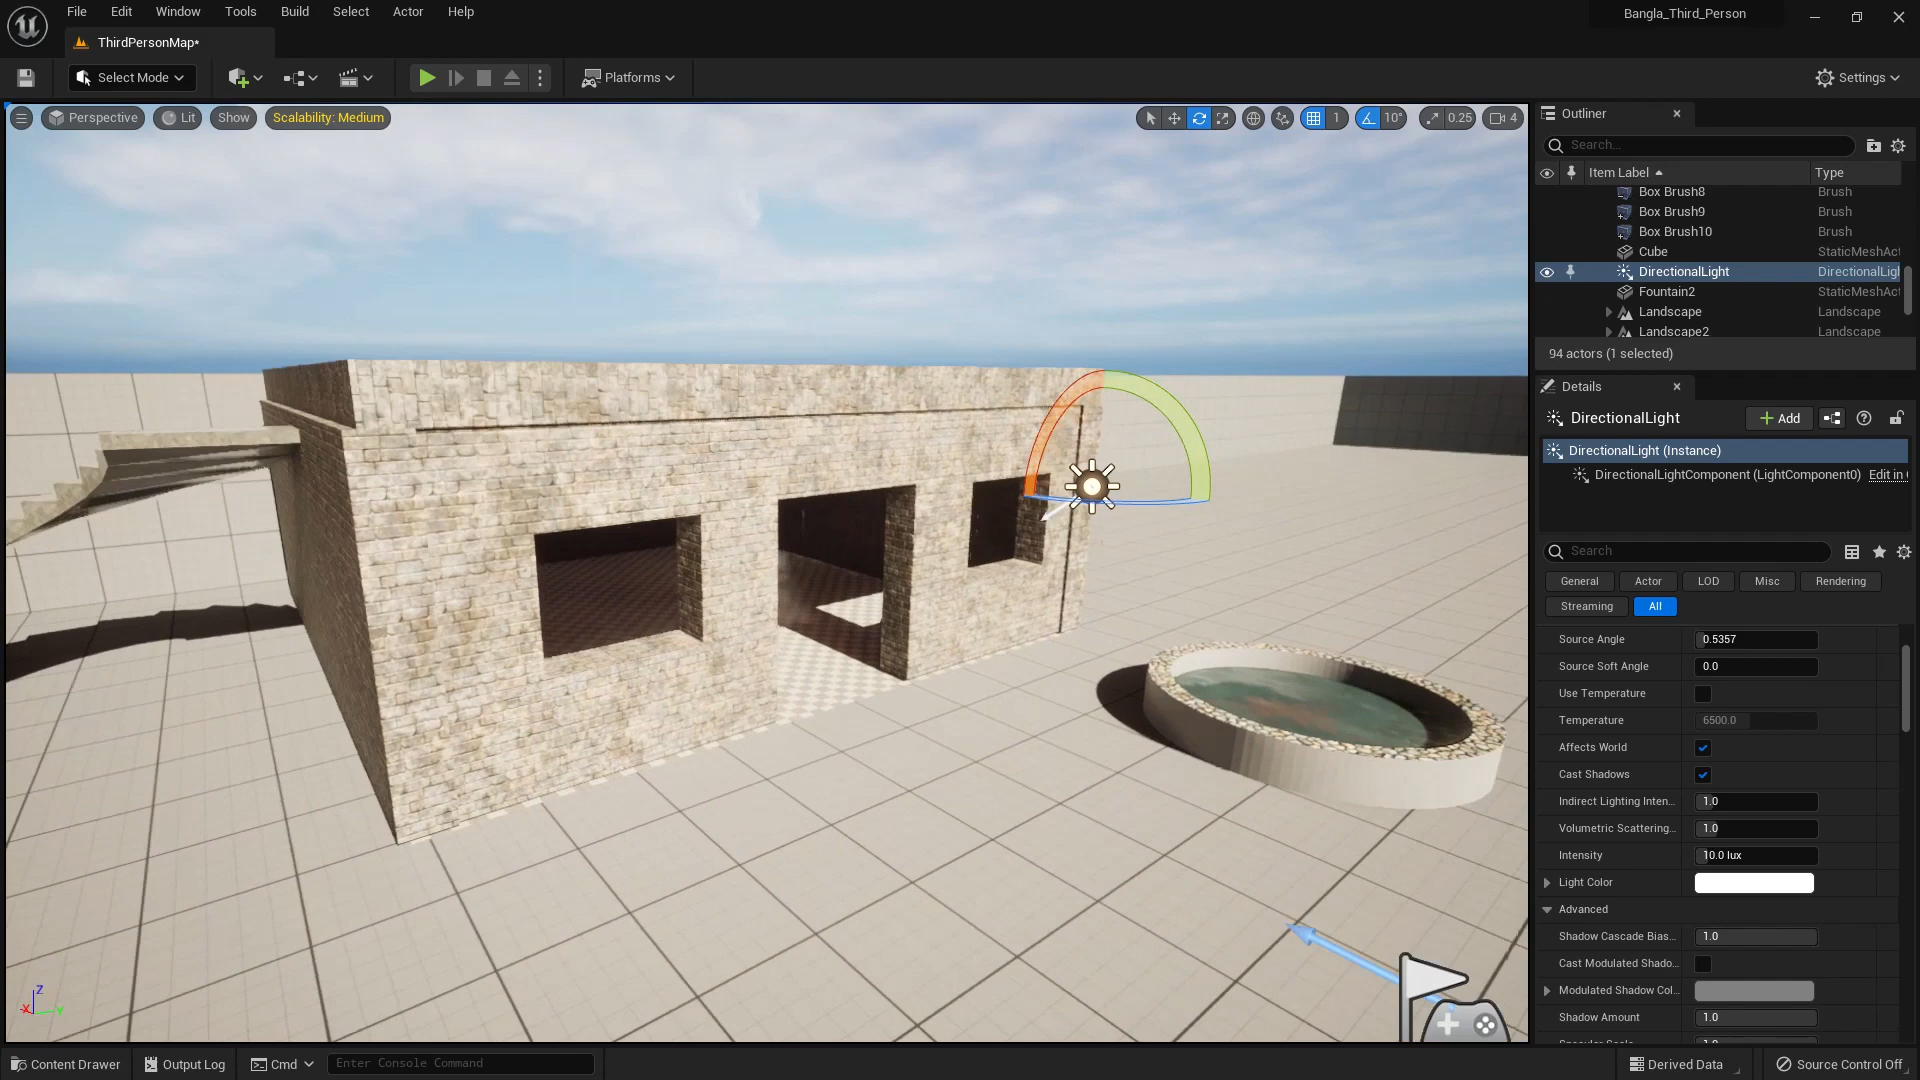 File Edit Window Tools Build Select Actor Help
Bangla_Third_Person
ThirdPersonMap*
Select Mode
Platforms
Settings
Perspective Lit Show Scalability: Medium
1 10° 0.25 4
Outliner
Search...
Item Label Type
Box Brush8 Brush
Box Brush9 Brush
Box Brush10 Brush
Cube StaticMeshAct
DirectionalLight DirectionalLigl
Fountain2 StaticMeshAct
Landscape Landscape
Landscape2 Landscape
94 actors (1 selected)
Details
DirectionalLight
Add
DirectionalLight (Instance)
DirectionalLightComponent (LightComponent0) Edit in
Search
General Actor LOD Misc Rendering
Streaming All
Source Angle 0.5357
Source Soft Angle 0.0
Use Temperature
Temperature 6500.0
Affects World
Cast Shadows
Indirect Lighting Inten... 1.0
Volumetric Scattering... 1.0
Intensity 10.0 lux
Light Color
Advanced
Shadow Cascade Bias... 1.0
Cast Modulated Shado...
Modulated Shadow Col...
Shadow Amount 1.0
Z
X Y
Content Drawer Output Log Cmd Enter Console Command
Derived Data Source Control Off